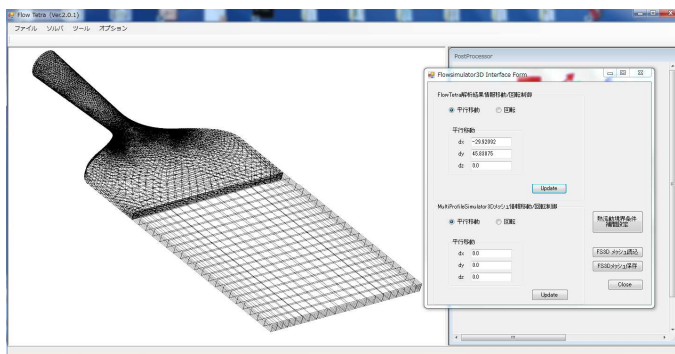 Flow Tetra (Ver.2.0.1)
ファイル ソルバ ツール オプション
PostProcessor
Flowsimulator3D Interface Form
FlowTetra解析結果情報移動/回転制御
平行移動 回転
平行移動
dx -29.92092
dy 45.83875
dz 0.0
Update
MultiProfileSimulator3Dメッシュ情報移動/回転制御
平行移動 回転
熱流動境界条件
補間設定
平行移動
dx 0.0
dy 0.0
dz 0.0
FS3D メッシュ読込
FS3Dメッシュ保存
Close
Update